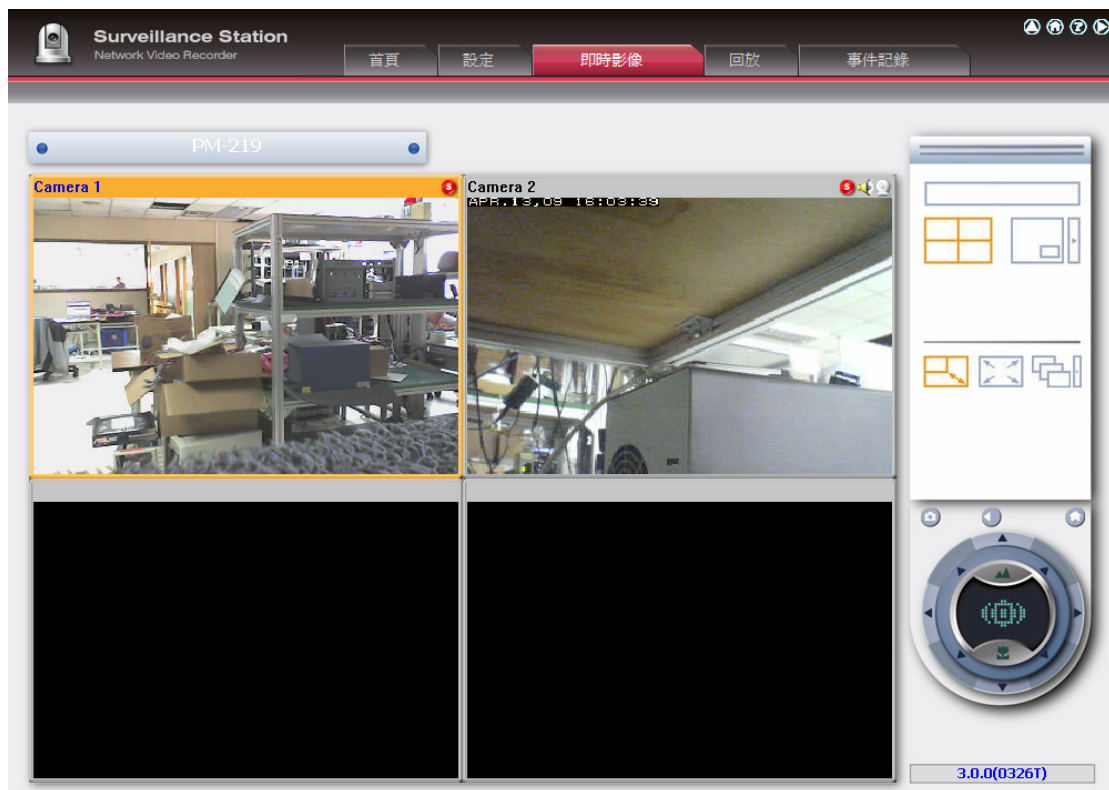 Surveillance Station
Network Video Recorder
首頁
設定
即時影像
回放
事件記錄
PM-219
Camera 1
S
Camera 2
S
APR.13,09 16:03:39
3.0.0(0326T)